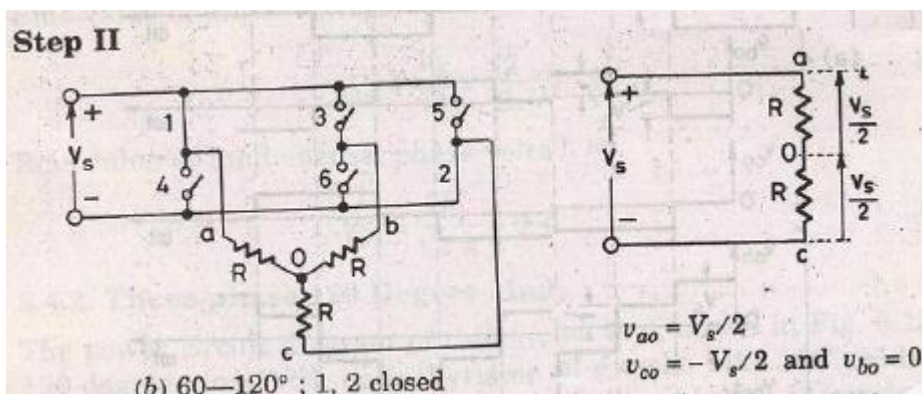 Step II
+
V_s
−
1
4
3
6
5
2
a
b
O
R
R
R
c
a
+
V_s
−
R
O
R
c
V_s/2
V_s/2
v_ao = V_s/2
v_co = − V_s/2 and v_bo = 0
(b) 60—120° ; 1, 2 closed